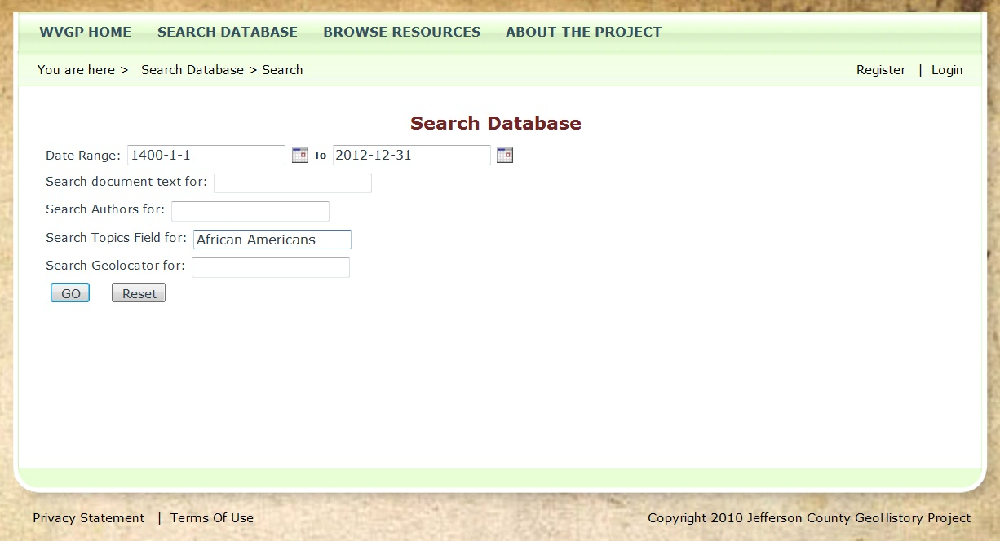 WVGP HOME SEARCH DATABASE BROWSE RESOURCES ABOUT THE PROJECT
You are here > Search Database > Search Register | Login
Search Database
Date Range: 1400-1-1 To 2012-12-31
Search document text for:
Search Authors for:
Search Topics Field for: African Americans
Search Geolocator for:
GO Reset
Privacy Statement | Terms Of Use Copyright 2010 Jefferson County GeoHistory Project